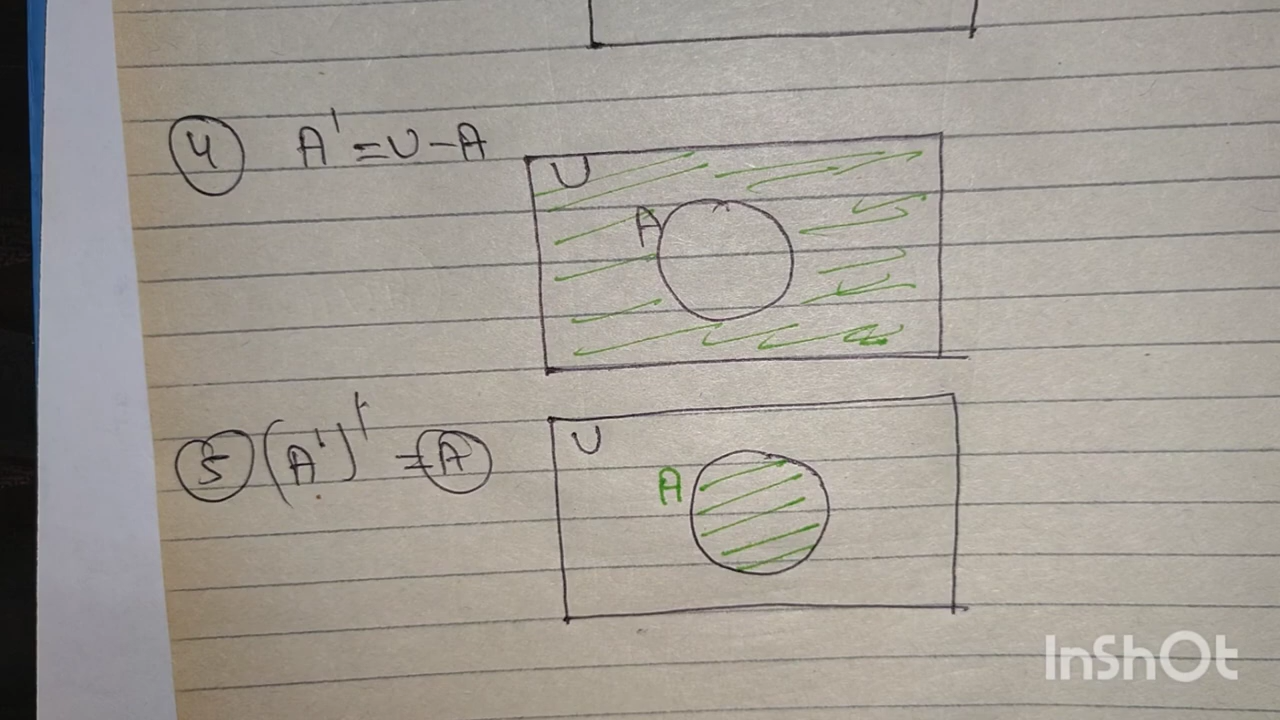 ④ A' = U - A
U
A
⑤ (A')' = A
U
A
InShOt